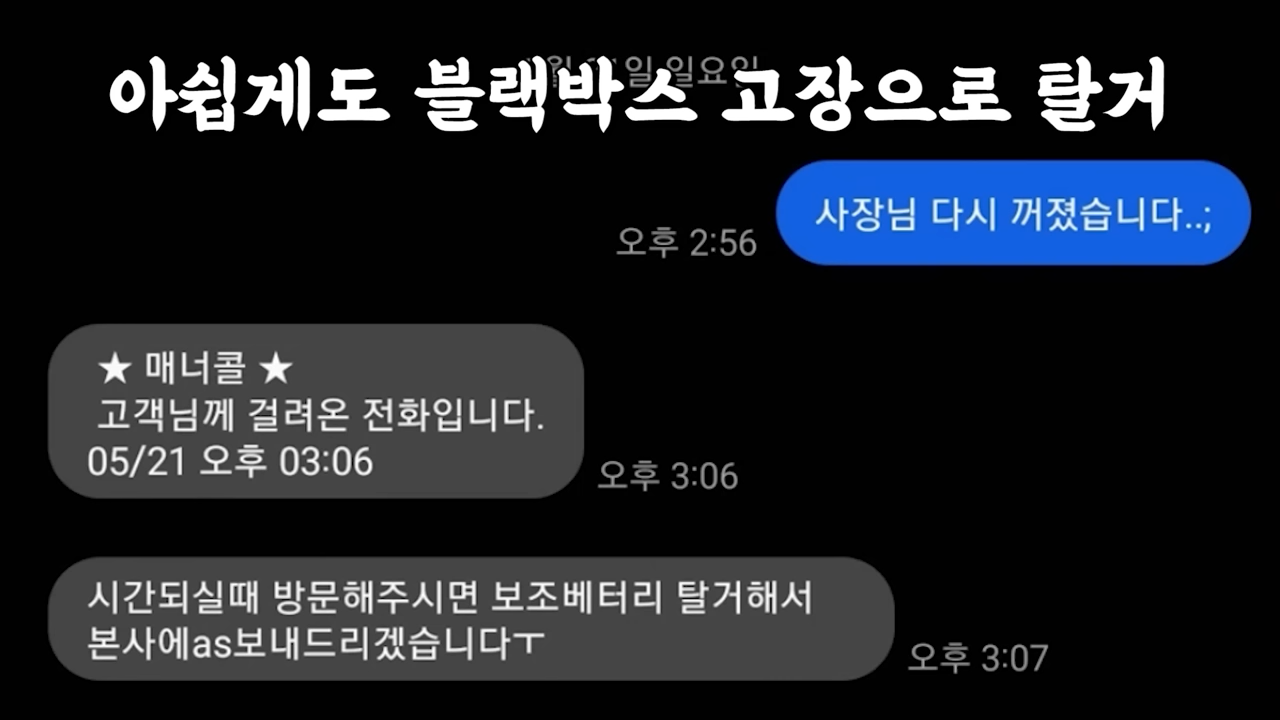 아쉽게도 블랙박스 고장으로 탈거
일 일요일
사장님 다시 꺼졌습니다..;
오후 2:56
★ 매너콜 ★
고객님께 걸려온 전화입니다.
05/21 오후 03:06
오후 3:06
시간되실때 방문해주시면 보조베터리 탈거해서
본사에as보내드리겠습니다ㅜ
오후 3:07